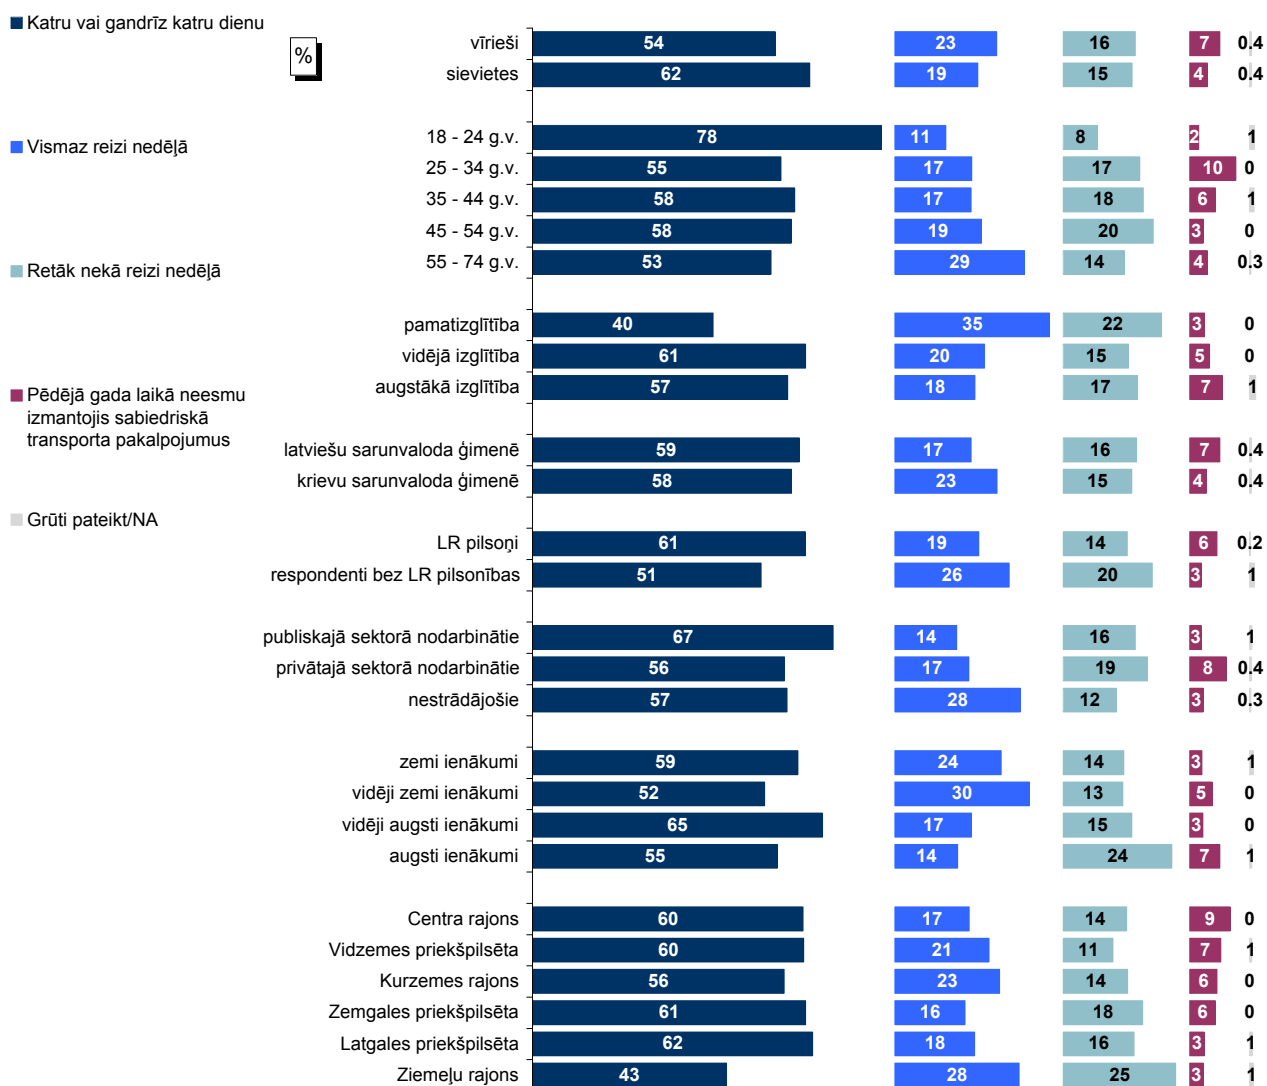 Katru vai gandrīz katru dienu
%
Vismaz reizi nedēļā
Retāk nekā reizi nedēļā
Pēdējā gada laikā neesmu
izmantojis sabiedriskā
transporta pakalpojumus
Grūti pateikt/NA
vīrieši 54 23 16 7 0.4
sievietes 62 19 15 4 0.4
18 - 24 g.v. 78 11 8 2 1
25 - 34 g.v. 55 17 17 10 0
35 - 44 g.v. 58 17 18 6 1
45 - 54 g.v. 58 19 20 3 0
55 - 74 g.v. 53 29 14 4 0.3
pamatizglītība 40 35 22 3 0
vidējā izglītība 61 20 15 5 0
augstākā izglītība 57 18 17 7 1
latviešu sarunvaloda ģimenē 59 17 16 7 0.4
krievu sarunvaloda ģimenē 58 23 15 4 0.4
LR pilsoņi 61 19 14 6 0.2
respondenti bez LR pilsonības 51 26 20 3 1
publiskajā sektorā nodarbinātie 67 14 16 3 1
privātajā sektorā nodarbinātie 56 17 19 8 0.4
nestrādājošie 57 28 12 3 0.3
zemi ienākumi 59 24 14 3 1
vidēji zemi ienākumi 52 30 13 5 0
vidēji augsti ienākumi 65 17 15 3 0
augsti ienākumi 55 14 24 7 1
Centra rajons 60 17 14 9 0
Vidzemes priekšpilsēta 60 21 11 7 1
Kurzemes rajons 56 23 14 6 0
Zemgales priekšpilsēta 61 16 18 6 0
Latgales priekšpilsēta 62 18 16 3 1
Ziemeļu rajons 43 28 25 3 1